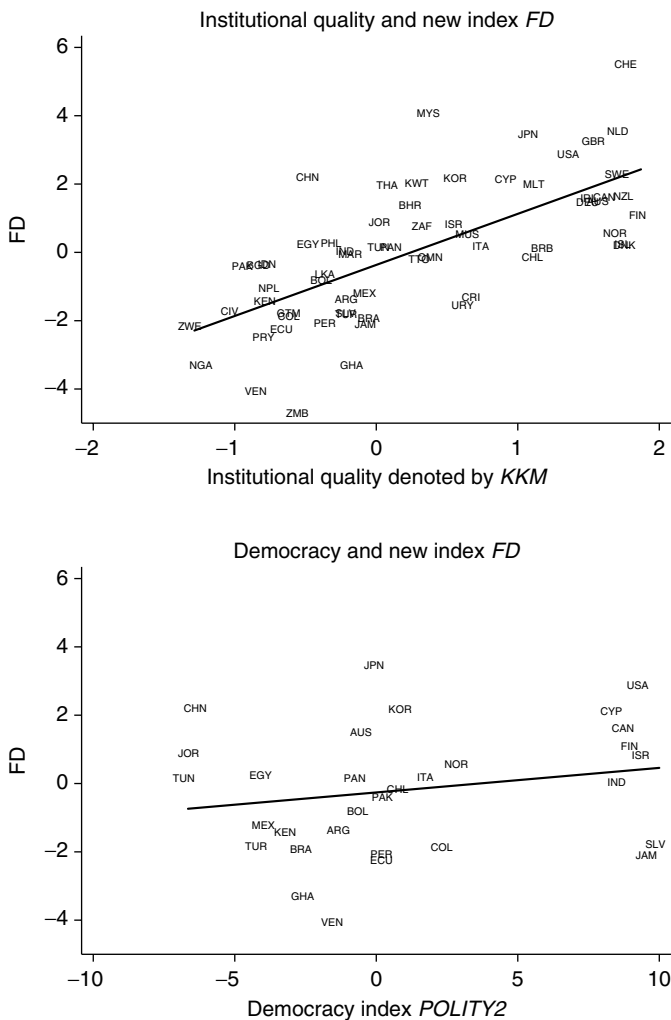 Institutional quality and new index FD
6
CHE
4
MYS
NLD
JPN
GBR
USA
CHN
SWE
2
THA KWT KOR CYP MLT
CAN NZL
BHR
FIN
JOR ZAF ISR
MUS NOR
FD
EGY PHL TUN PAN ITA BRB DNK
0
IND
MAR
PAK IDN TTO CHL
LKA
BOL
NPL
MEX
KEN ARG CRI
URY
CIV GTM
COL BRA
−2
ZWE ECU PER JAM
PRY
NGA GHA
−4
VEN
ZMB
−2 −1 0 1 2
Institutional quality denoted by KKM
Democracy and new index FD
6
4
JPN
USA
CHN KOR CYP
2
AUS CAN
FIN
JOR ISR
FD
NOR
TUN EGY PAN ITA IND
0
CHL
PAK
BOL
MEX
KEN ARG
TUR BRA COL SLV
−2
PER JAM
ECU
GHA
−4
VEN
−10 −5 0 5 10
Democracy index POLITY2